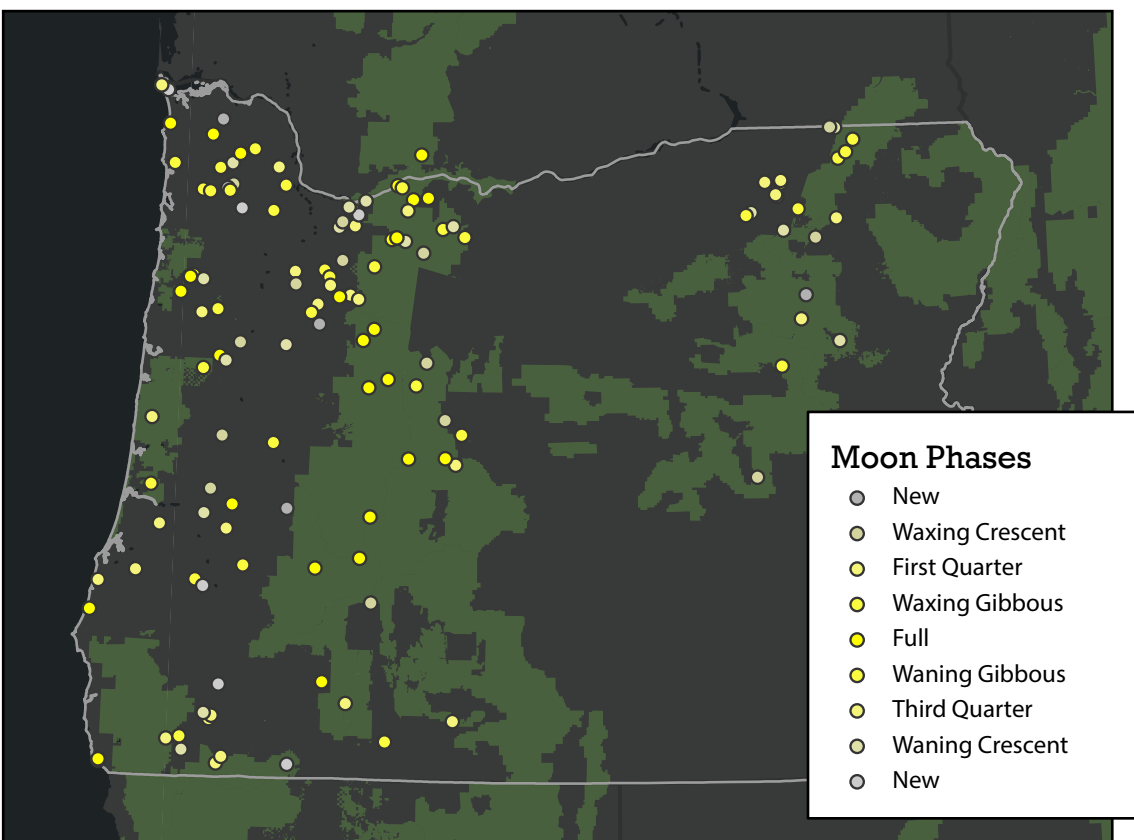 Moon Phases
New
Waxing Crescent
First Quarter
Waxing Gibbous
Full
Waning Gibbous
Third Quarter
Waning Crescent
New